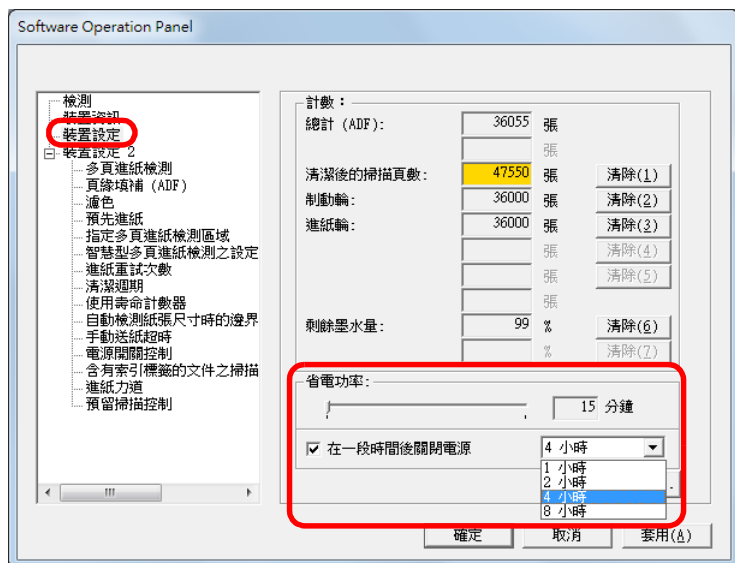 Software Operation Panel
檢測
裝置資訊
裝置設定
裝置設定 2
多頁進紙檢測
頁緣填補 (ADF)
濾色
預先進紙
指定多頁進紙檢測區域
智慧型多頁進紙檢測之設定
進紙重試次數
清潔週期
使用壽命計數器
自動檢測紙張尺寸時的邊界
手動送紙超時
電源開關控制
含有索引標籤的文件之掃描
進紙力道
預留掃描控制
計數：
總計 (ADF): 36055 張
張
清潔後的掃描頁數: 47550 張 清除(1)
制動輪: 36000 張 清除(2)
進紙輪: 36000 張 清除(3)
張 清除(4)
張 清除(5)
張
剩餘墨水量: 99 % 清除(6)
% 清除(7)
省電功率:
15 分鐘
在一段時間後關閉電源 4 小時
1 小時
2 小時
4 小時
8 小時
確定 取消 套用(A)